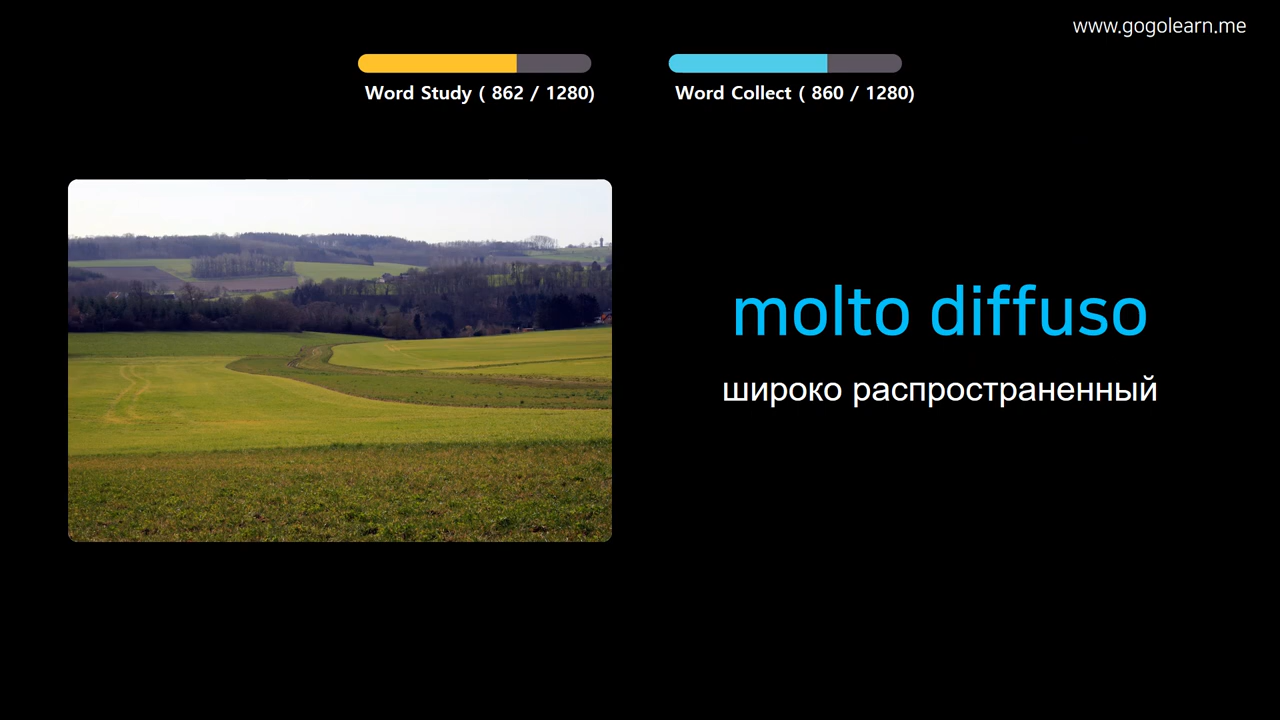 www.gogolearn.me
Word Study ( 862 / 1280)
Word Collect ( 860 / 1280)
molto diffuso
широко распространенный